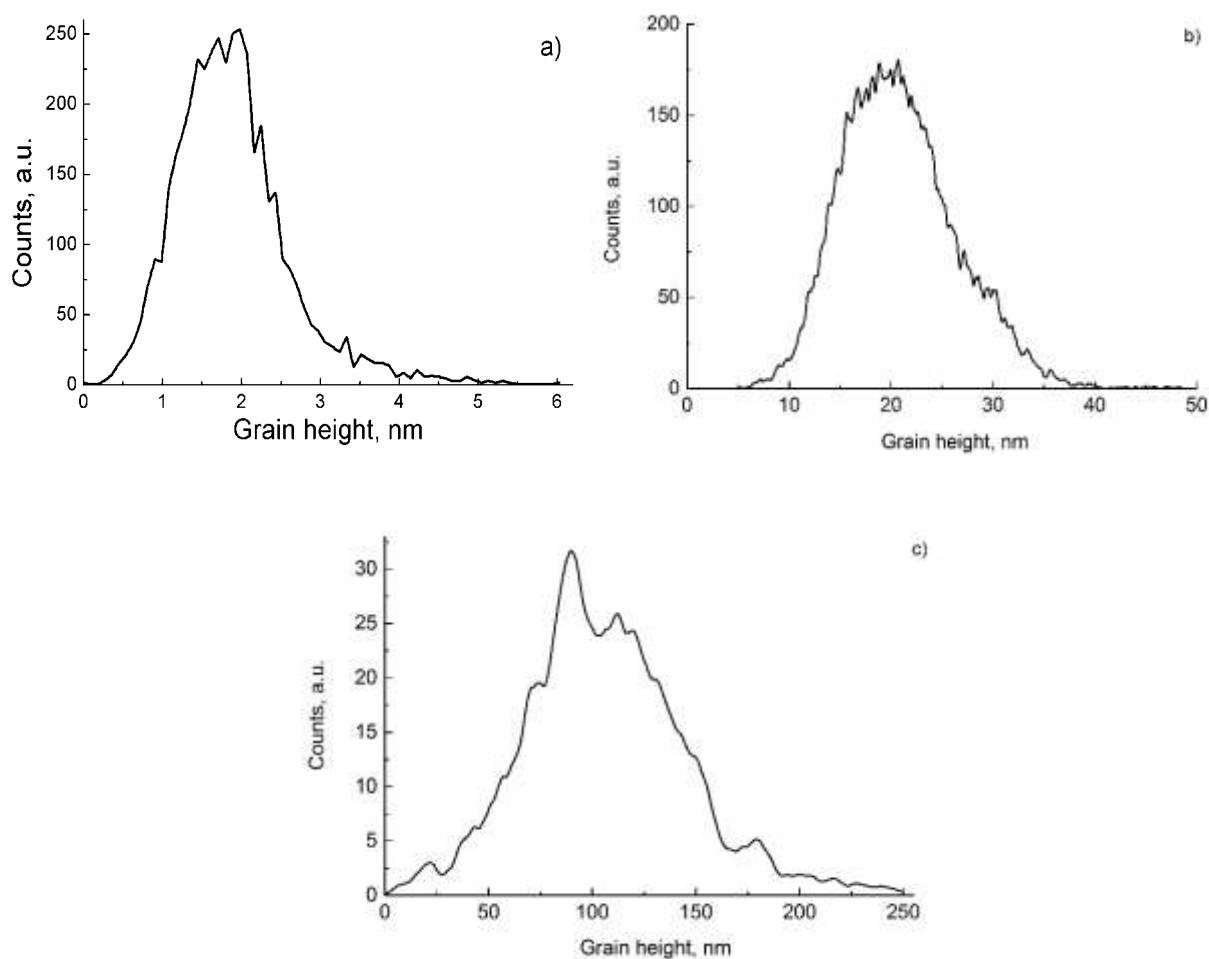 a)
250
200
150
100
50
0
Counts, a.u.
0 1 2 3 4 5 6
Grain height, nm
b)
200
150
100
50
0
Counts, a.u.
0 10 20 30 40 50
Grain height, nm
c)
30
25
20
15
10
5
0
Counts, a.u.
0 50 100 150 200 250
Grain height, nm